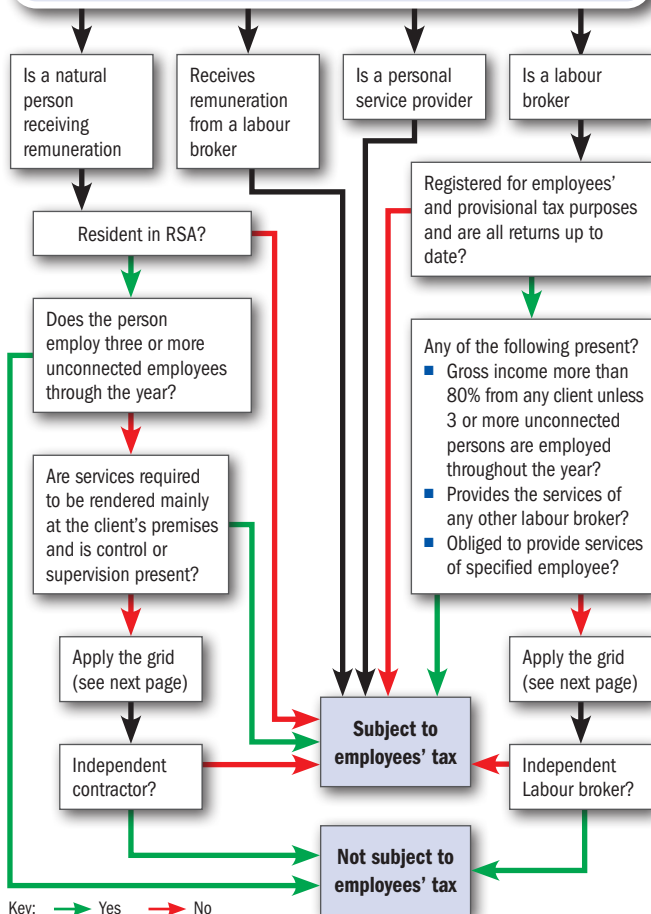 Is a natural
person
receiving
remuneration
Receives
remuneration
from a labour
broker
Is a personal
service provider
Is a labour
broker
Resident in RSA?
Registered for employees'
and provisional tax purposes
and are all returns up to
date?
Does the person
employ three or more
unconnected employees
through the year?
Any of the following present?
■ Gross income more than
80% from any client unless
3 or more unconnected
persons are employed
throughout the year?
■ Provides the services of
any other labour broker?
■ Obliged to provide services
of specified employee?
Are services required
to be rendered mainly
at the client's premises
and is control or
supervision present?
Apply the grid
(see next page)
Apply the grid
(see next page)
Subject to
employees' tax
Independent
contractor?
Independent
Labour broker?
Not subject to
employees' tax
Key: Yes No